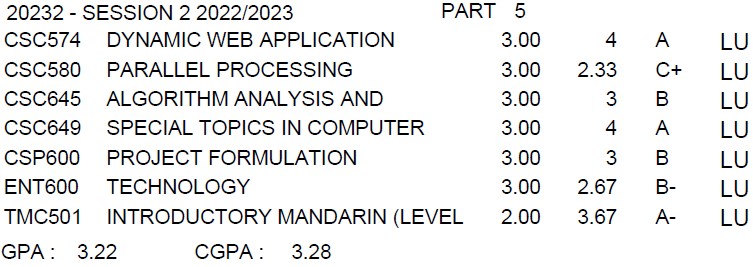 20232 - SESSION 2 2022/2023 PART 5
CSC574 DYNAMIC WEB APPLICATION 3.00 4 A LU
CSC580 PARALLEL PROCESSING 3.00 2.33 C+ LU
CSC645 ALGORITHM ANALYSIS AND 3.00 3 B LU
CSC649 SPECIAL TOPICS IN COMPUTER 3.00 4 A LU
CSP600 PROJECT FORMULATION 3.00 3 B LU
ENT600 TECHNOLOGY 3.00 2.67 B- LU
TMC501 INTRODUCTORY MANDARIN (LEVEL 2.00 3.67 A- LU
GPA : 3.22 CGPA : 3.28